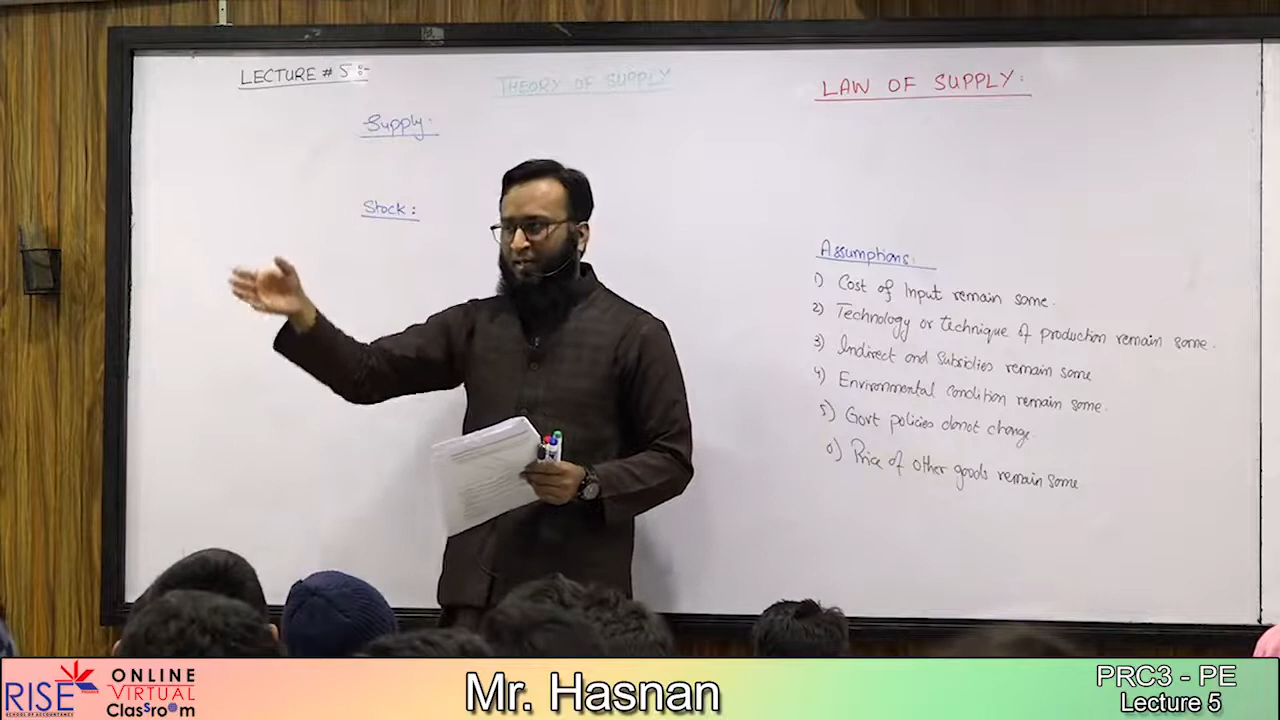 LECTURE # 5 :-
THEORY OF SUPPLY
LAW OF SUPPLY:
Supply:
Stock:
Assumptions:
1) Cost of Input remain same.
2) Technology or technique of production remain same.
3) Indirect and subsidies remain same
4) Environmental condition remain same.
5) Govt policies donot change.
6) Price of other goods remain same
RISE
SCHOOL OF ACCOUNTANCY
ONLINE
VIRTUAL
Classroom
Mr. Hasnan
PRC3 - PE
Lecture 5